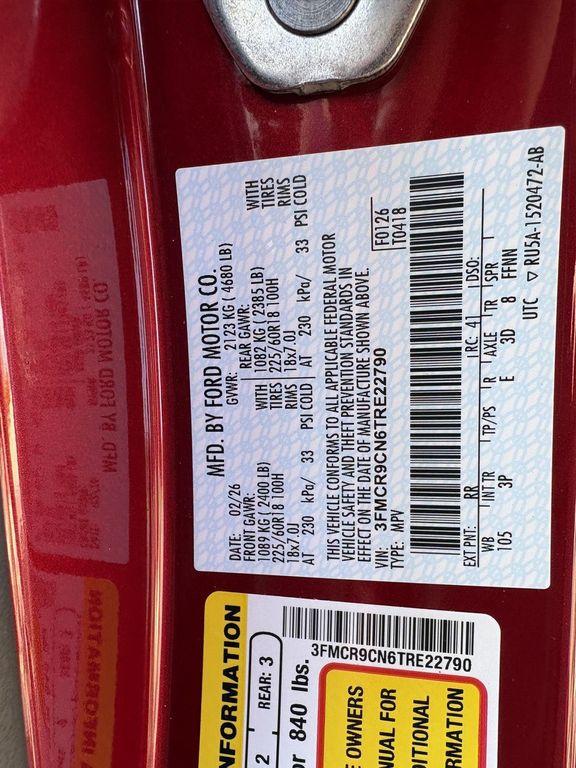 MFD. BY FORD MOTOR CO.
DATE: 02/26 GVWR: 2123 KG ( 4680 LB)
FRONT GAWR: REAR GAWR:
1089 KG ( 2400 LB) 1082 KG ( 2385 LB) WITH
225/60R18 100H 225/60R18 100H TIRES
18x7.0J RIMS 18x7.0J RIMS
AT 230 kPa/ 33 PSI COLD AT 230 kPa/ 33 PSI COLD
THIS VEHICLE CONFORMS TO ALL APPLICABLE FEDERAL MOTOR
VEHICLE SAFETY AND THEFT PREVENTION STANDARDS IN
EFFECT ON THE DATE OF MANUFACTURE SHOWN ABOVE.
VIN: 3FMCR9CN6TRE22790
TYPE: MPV
F0126
T0418
EXT PNT: RR RC: 41 DSO:
WB INT TR TP/PS R AXLE TR SPR
105 3P E 3D 8 FFMN
UTC ▽ RU5A-1520472-AB
NFORMATION
2 REAR: 3
or 840 lbs.
3FMCR9CN6TRE22790
E OWNERS
NUAL FOR
DITIONAL
RMATION